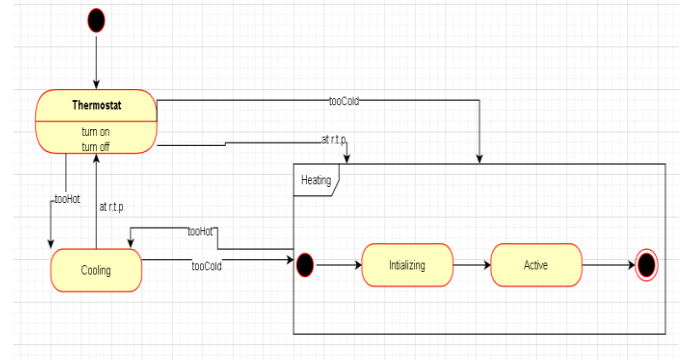 Thermostat
turn on
turn off
tooCold
at r.t.p
Heating
tooHot
at r.t.p
tooHot
tooCold
Cooling
Intializing
Active